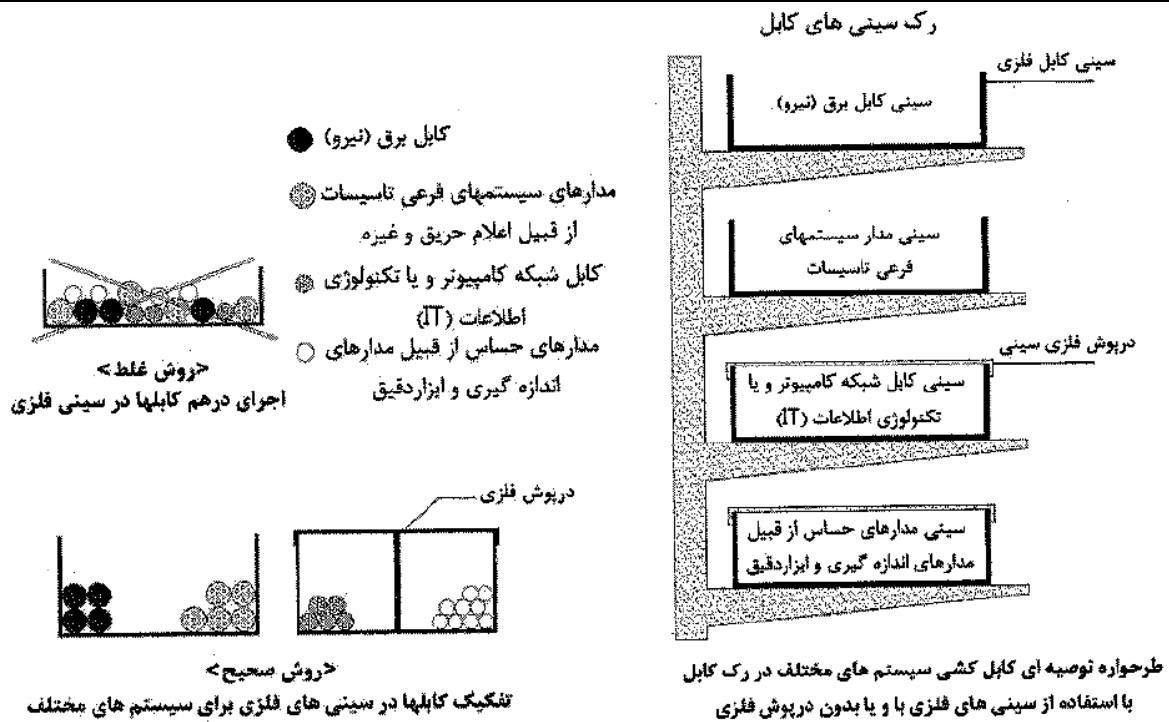 رک سینی های کابل
سینی کابل فلزی
سینی کابل برق (نیرو)
سینی مدار سیستمهای
فرعی تاسیسات
درپوش فلزی سینی
سینی کابل شبکه کامپیوتر و یا
تکنولوژی اطلاعات (IT)
سینی مدارهای حساس از قبیل
مدارهای اندازه گیری و ابزاردقیق
طرحواره توصیه ای کابل کشی سیستم های مختلف در رک کابل
با استفاده از سینی های فلزی با و یا بدون درپوش فلزی
کابل برق (نیرو)
مدارهای سیستمهای فرعی تاسیسات
از قبیل اعلام حریق و غیره
کابل شبکه کامپیوتر و یا تکنولوژی
اطلاعات (IT)
مدارهای حساس از قبیل مدارهای
اندازه گیری و ابزاردقیق
<روش غلط>
اجرای درهم کابلها در سینی فلزی
درپوش فلزی
<روش صحیح>
تفکیک کابلها در سینی های فلزی برای سیستم های مختلف